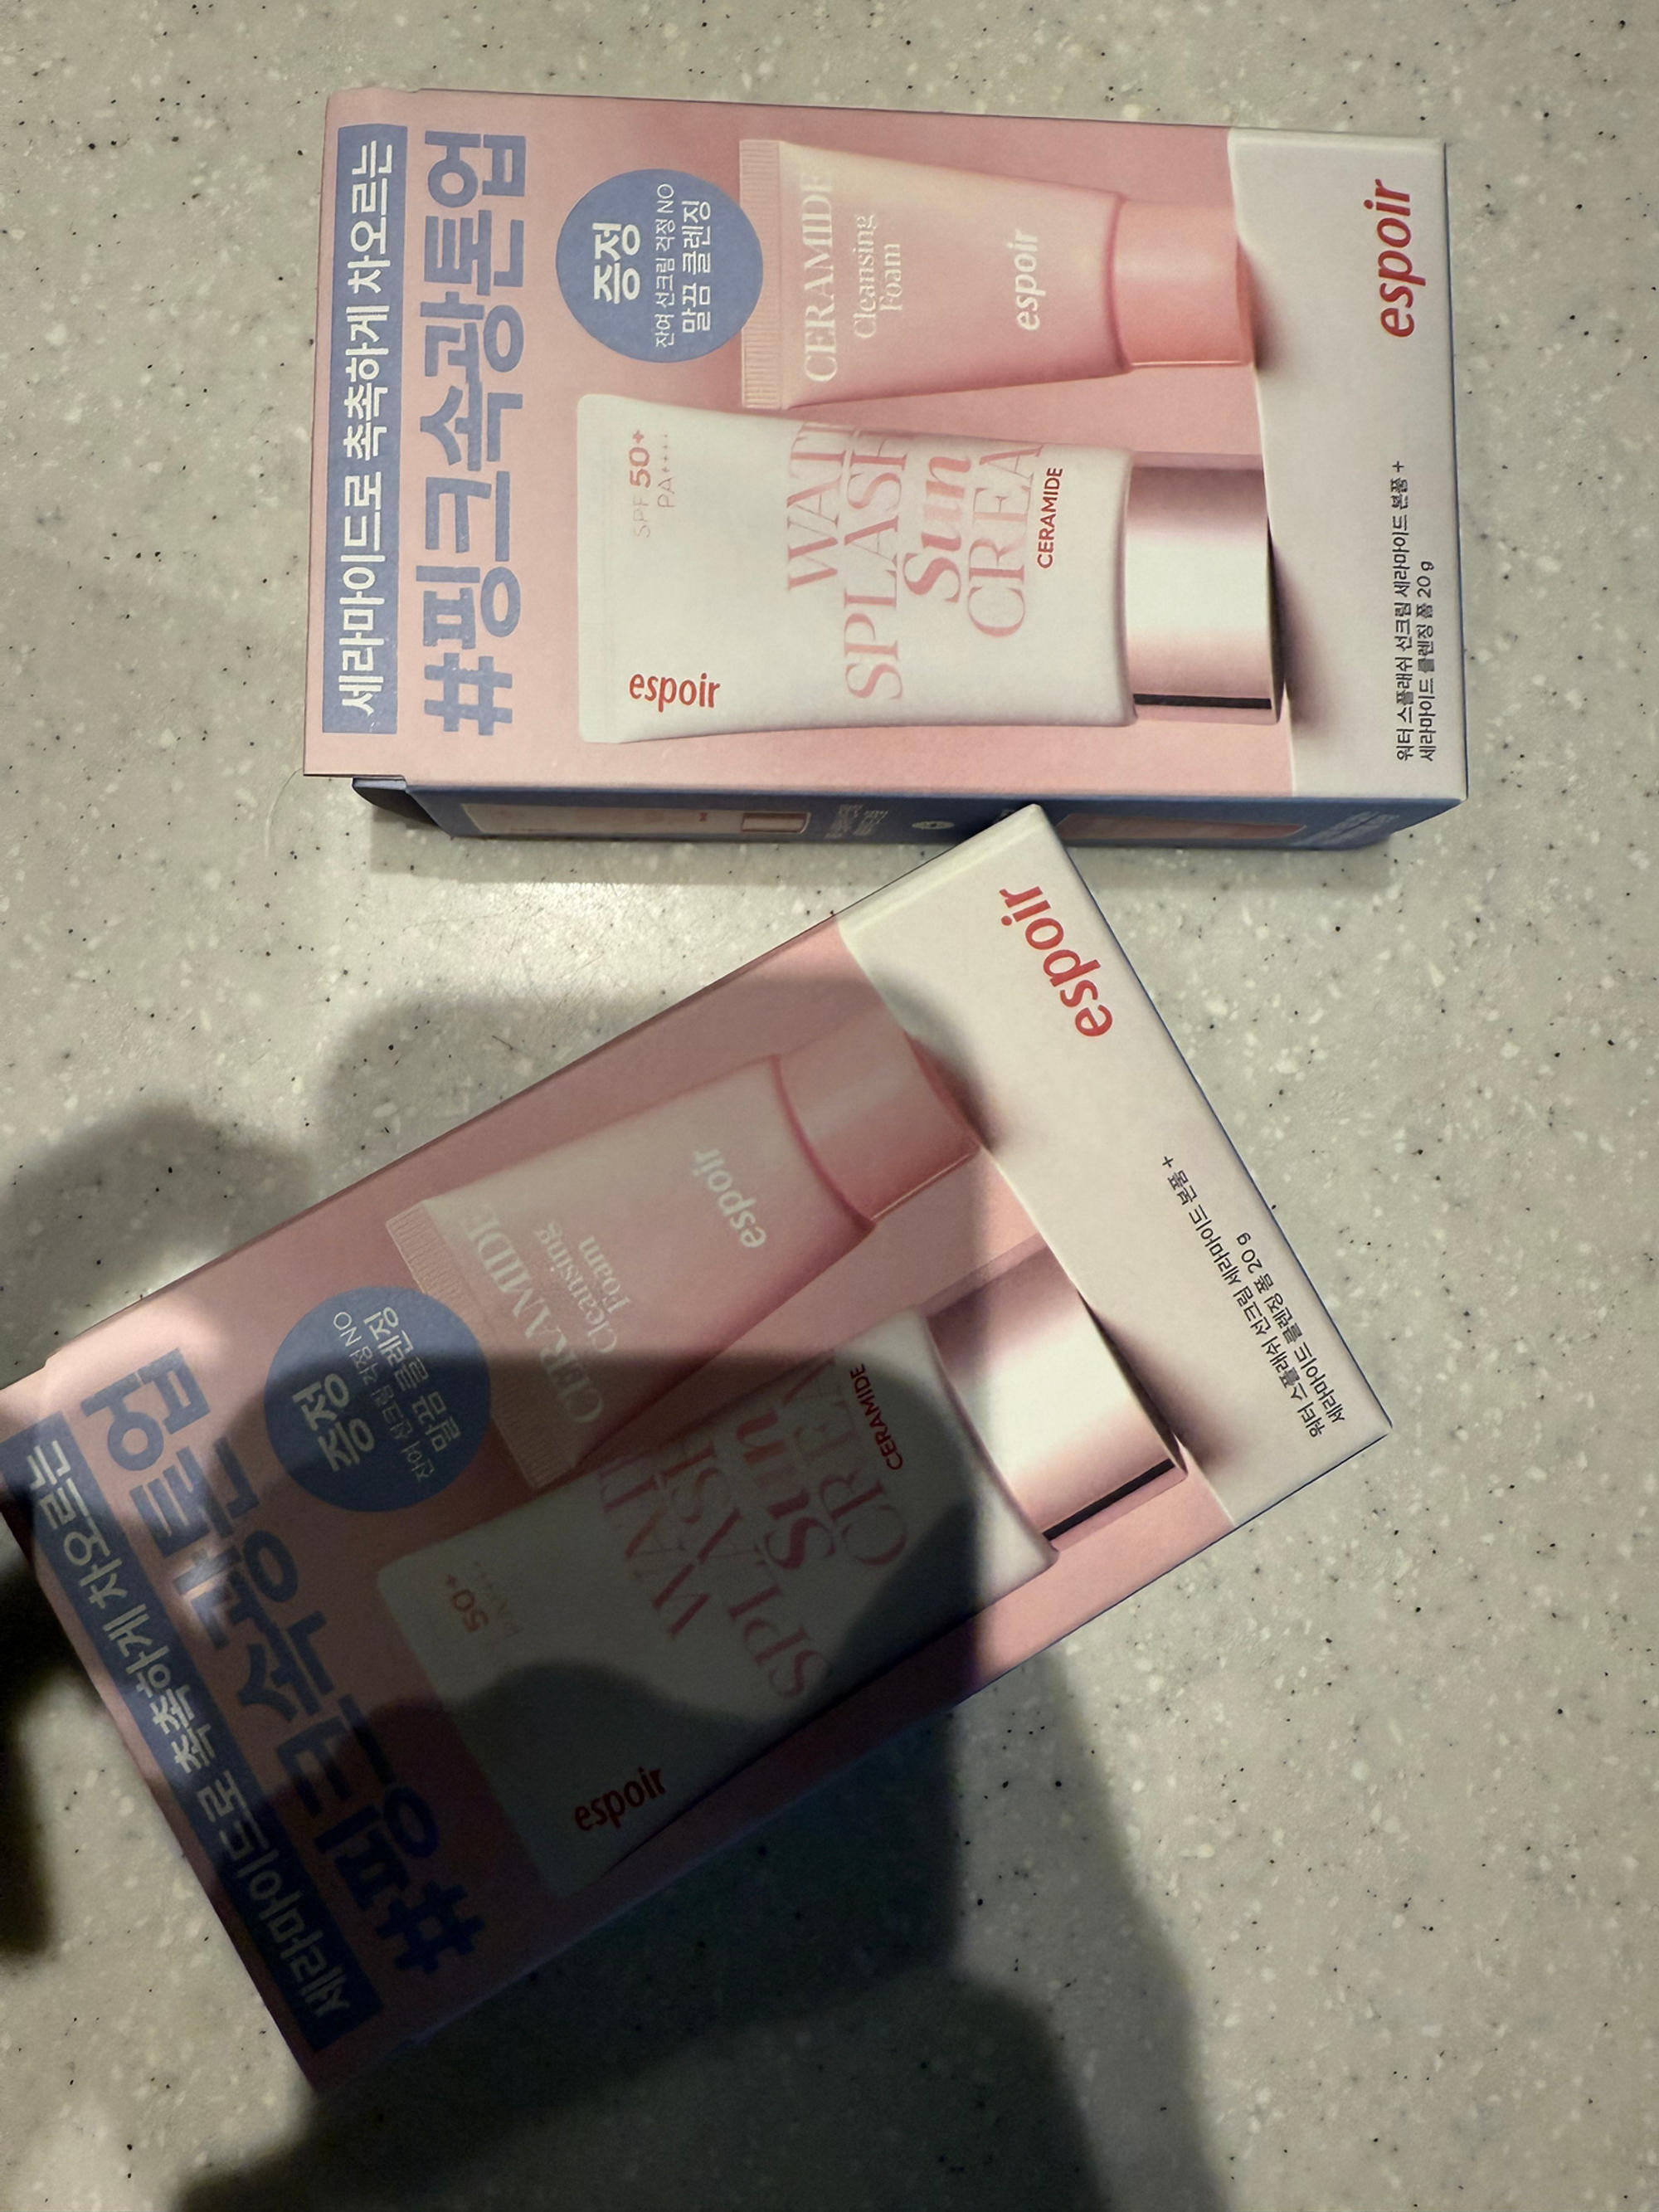 세라마이드로 촉촉하게 차오르는
#핑크속광톤업
증정
잔여 선크림 걱정 NO
말끔 클렌징
CERAMIDE
Cleansing
Foam
espoir
SPF 50+
PA++++
WAT
SPLASH
Sun
CREA
CERAMIDE
espoir
espoir
워터 스플래쉬 선크림 세라마이드 본품 +
세라마이드 클렌징 폼 20 g
세라마이드로 촉촉하게 차오르는
#핑크속광톤업
증정
잔여 선크림 걱정 NO
말끔 클렌징
CERAMIDE
Cleansing
Foam
espoir
50+
WAT
SPLASH
Sun
CREA
CERAMIDE
espoir
espoir
워터 스플래쉬 선크림 세라마이드 본품 +
세라마이드 클렌징 폼 20 g